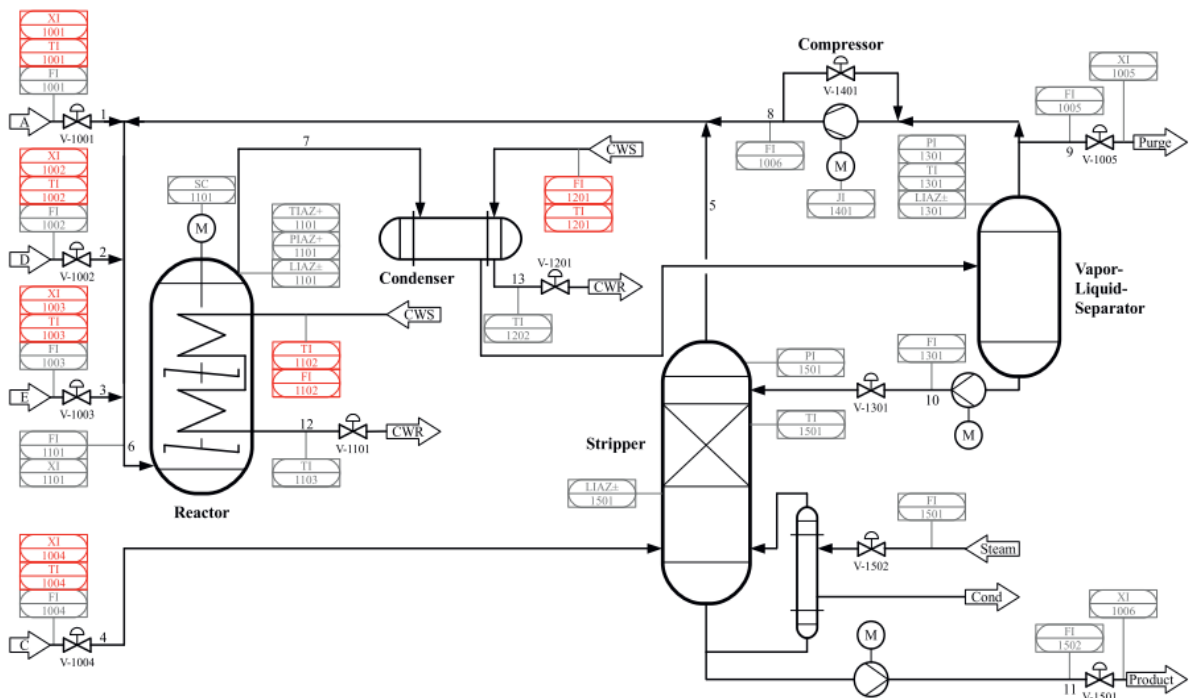 XI
1001
TI
1001
FI
1001
A
V-1001
1
XI
1002
TI
1002
FI
1002
D
V-1002
2
XI
1003
TI
1003
FI
1003
E
V-1003
3
FI
1101
XI
1101
6
XI
1004
TI
1004
FI
1004
C
V-1004
4
7
SC
1101
M
TIAZ+
1101
PIAZ+
1101
LIAZ±
1101
Reactor
CWS
TI
1102
FI
1102
12
V-1101
CWR
TI
1103
Condenser
CWS
FI
1201
TI
1201
13
V-1201
CWR
TI
1202
Compressor
V-1401
8
FI
1006
M
JI
1401
5
PI
1301
TI
1301
LIAZ±
1301
FI
1005
XI
1005
9
V-1005
Purge
Vapor-
Liquid-
Separator
FI
1301
V-1301
10
M
PI
1501
TI
1501
Stripper
LIAZ±
1501
FI
1501
V-1502
Steam
Cond
M
FI
1502
XI
1006
11
V-1501
Product